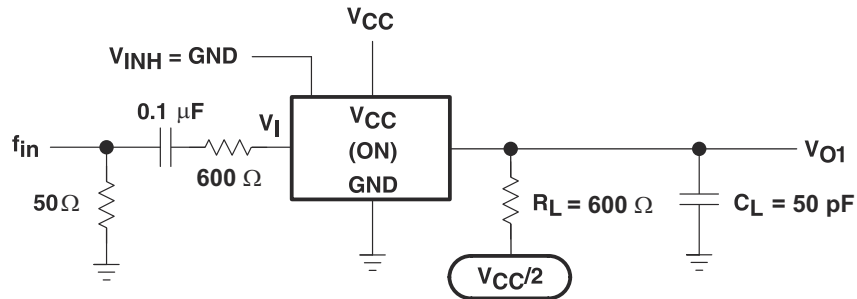 VCC
VINH = GND
0.1 μF
VI
VCC
(ON)
GND
fin
600 Ω
50Ω
VO1
RL = 600 Ω
CL = 50 pF
VCC/2